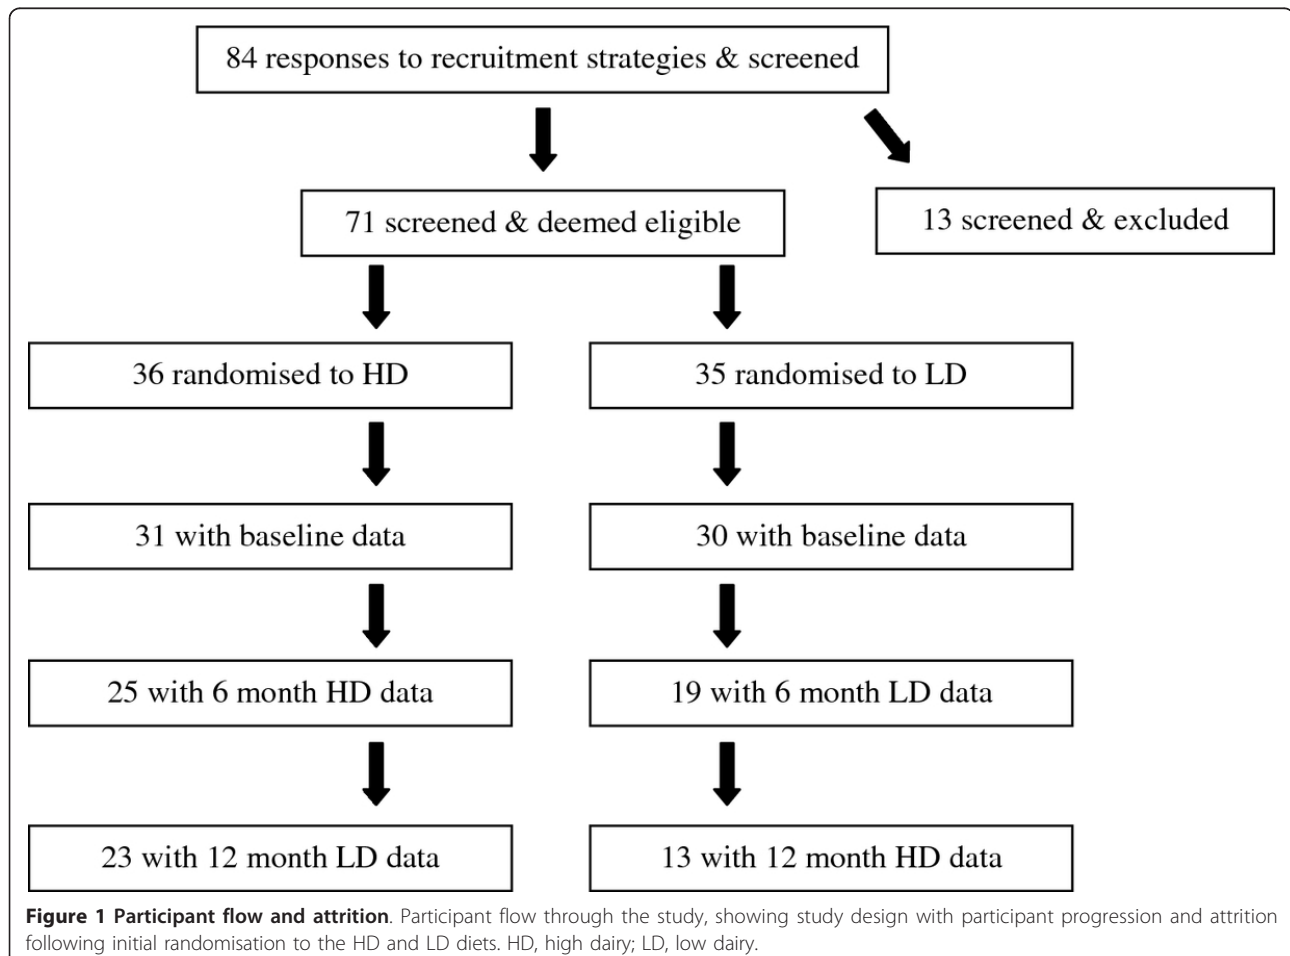 84 responses to recruitment strategies & screened
71 screened & deemed eligible
13 screened & excluded
36 randomised to HD
35 randomised to LD
31 with baseline data
30 with baseline data
25 with 6 month HD data
19 with 6 month LD data
23 with 12 month LD data
13 with 12 month HD data
Figure 1 Participant flow and attrition. Participant flow through the study, showing study design with participant progression and attrition
following initial randomisation to the HD and LD diets. HD, high dairy; LD, low dairy.